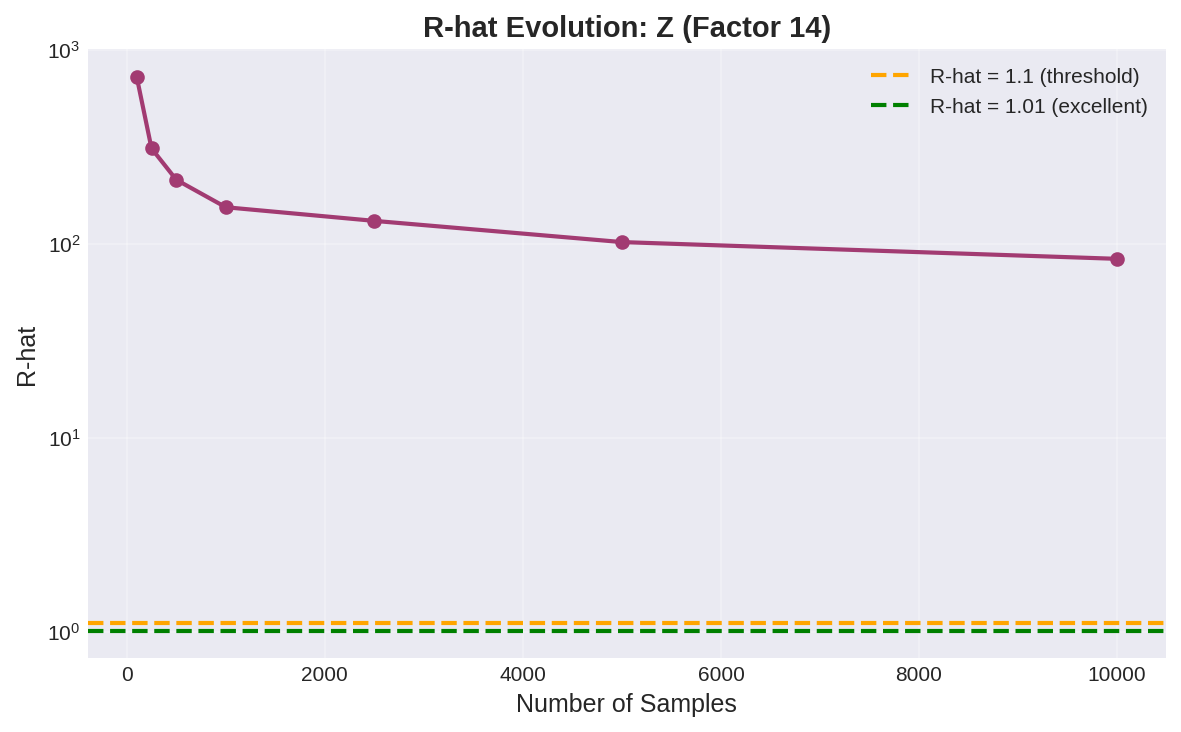 R-hat Evolution: Z (Factor 14)
R-hat = 1.1 (threshold)
R-hat = 1.01 (excellent)
10³
10²
10¹
10⁰
R-hat
0 2000 4000 6000 8000 10000
Number of Samples